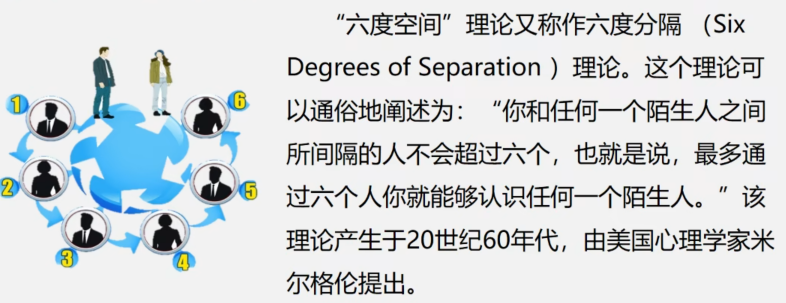 “六度空间”理论又称作六度分隔 （Six
Degrees of Separation ）理论。这个理论可
以通俗地阐述为：“你和任何一个陌生人之间
所间隔的人不会超过六个，也就是说，最多通
过六个人你就能够认识任何一个陌生人。”该
理论产生于20世纪60年代，由美国心理学家米
尔格伦提出。
1
2
3
4
5
6